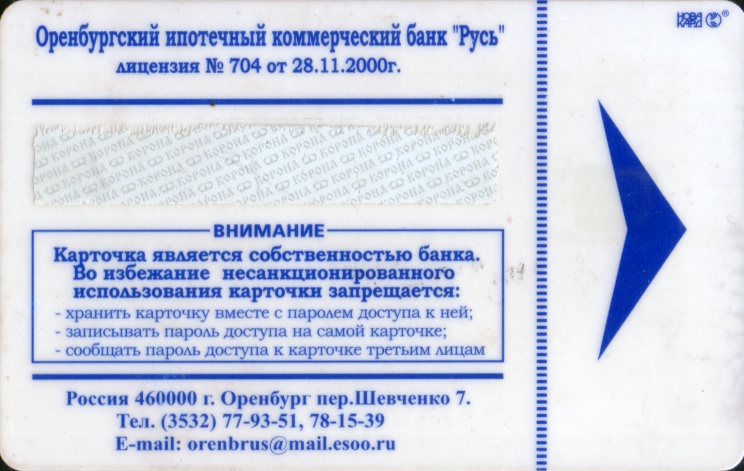 Оренбургский ипотечный коммерческий банк "Русь"
лицензия № 704 от 28.11.2000г.
НОВА КАРД ®
КОРОНА КОРОНА КОРОНА КОРОНА КОРОНА КОРОНА
ВНИМАНИЕ
Карточка является собственностью банка.
Во избежание несанкционированного
использования карточки запрещается:
- хранить карточку вместе с паролем доступа к ней;
- записывать пароль доступа на самой карточке;
- сообщать пароль доступа к карточке третьим лицам
Россия 460000 г. Оренбург пер.Шевченко 7.
Тел. (3532) 77-93-51, 78-15-39
E-mail: orenbrus@mail.esoo.ru